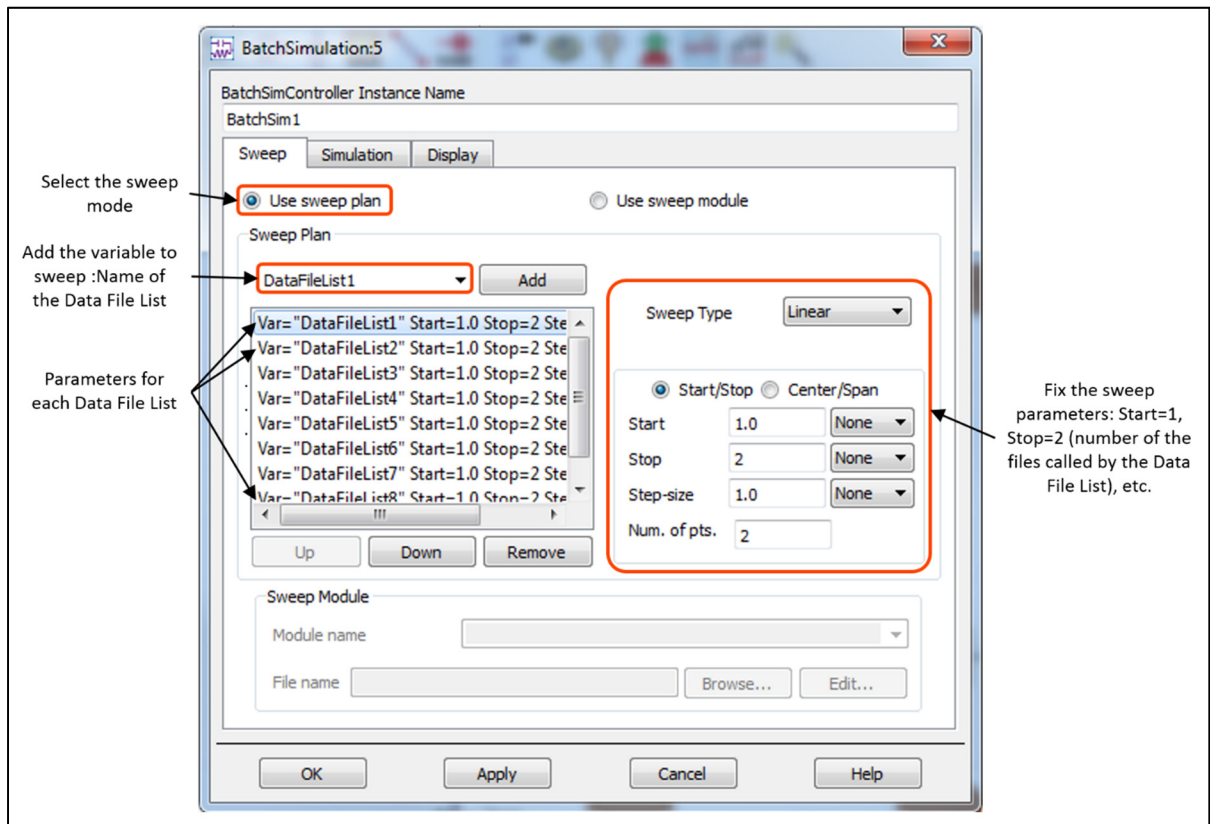 BatchSimulation:5
BatchSimController Instance Name
BatchSim1
Sweep
Simulation
Display
Select the sweep
mode
Use sweep plan
Use sweep module
Sweep Plan
Add the variable to
sweep :Name of
the Data File List
DataFileList1
Add
Sweep Type
Linear
Var="DataFileList1" Start=1.0 Stop=2 Ste
Var="DataFileList2" Start=1.0 Stop=2 Ste
Var="DataFileList3" Start=1.0 Stop=2 Ste
Var="DataFileList4" Start=1.0 Stop=2 Ste
Var="DataFileList5" Start=1.0 Stop=2 Ste
Var="DataFileList6" Start=1.0 Stop=2 Ste
Var="DataFileList7" Start=1.0 Stop=2 Ste
Var="DataFileList8" Start=1.0 Stop=2 Ste
Parameters for
each Data File List
Start/Stop
Center/Span
Start
1.0
None
Stop
2
None
Step-size
1.0
None
Num. of pts.
2
Fix the sweep
parameters: Start=1,
Stop=2 (number of the
files called by the Data
File List), etc.
Up
Down
Remove
Sweep Module
Module name
File name
Browse...
Edit...
OK
Apply
Cancel
Help